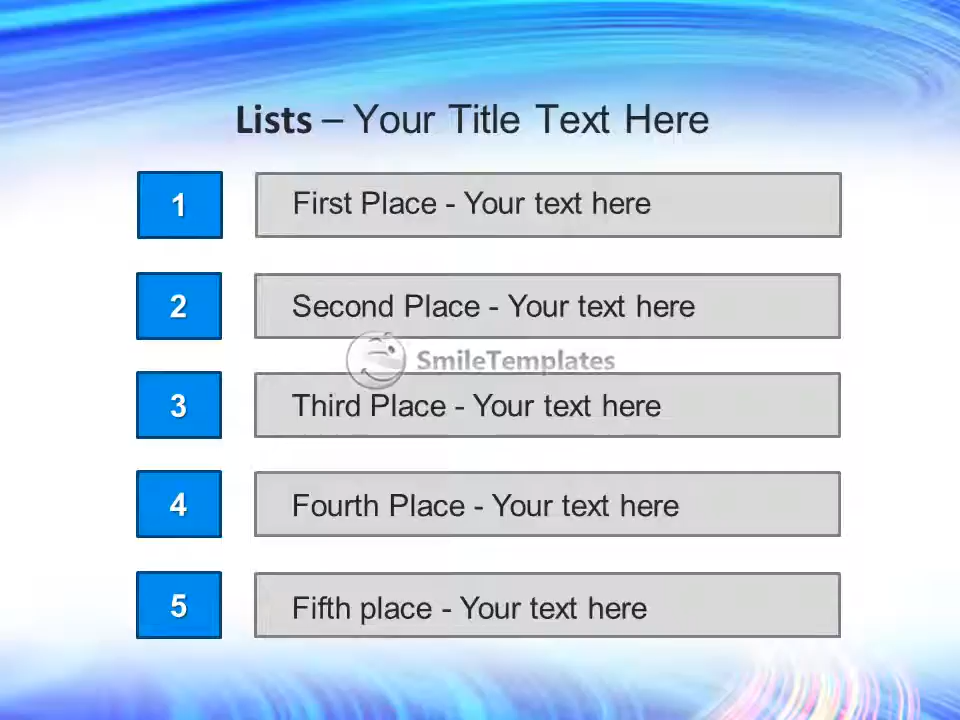 Lists – Your Title Text Here
1 First Place - Your text here
2 Second Place - Your text here
SmileTemplates
3 Third Place - Your text here
4 Fourth Place - Your text here
5 Fifth place - Your text here